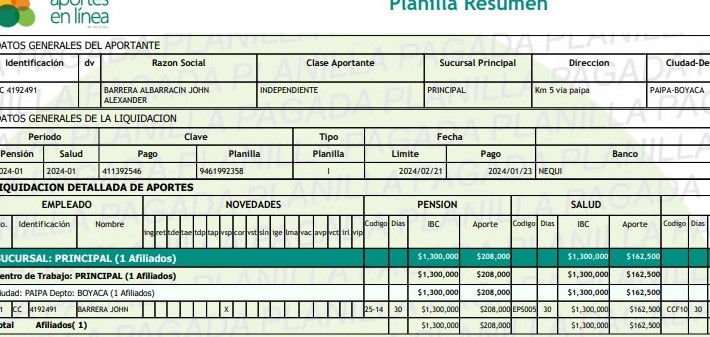 aportes
en línea
Planilla Resumen
DATOS GENERALES DEL APORTANTE
Identificación dv Razon Social Clase Aportante Sucursal Principal Direccion Ciudad-De
C 4192491 BARRERA ALBARRACIN JOHN ALEXANDER INDEPENDIENTE PRINCIPAL Km 5 via paipa PAIPA-BOYACA
DATOS GENERALES DE LA LIQUIDACION
Periodo Clave Tipo Fecha
Pensión Salud Pago Planilla Planilla Limite Pago Banco
024-01 2024-01 411392546 9461992358 I 2024/02/21 2024/01/23 NEQUI
IQUIDACION DETALLADA DE APORTES
EMPLEADO NOVEDADES PENSION SALUD
o. Identificación Nombre ing ret tde tae tdp tap vsp cor vst sln ige lma vac avp vct irl vip Codigo Dias IBC Aporte Codigo Dias IBC Aporte Codigo Dias
SUCURSAL: PRINCIPAL (1 Afiliados) $1,300,000 $208,000 $1,300,000 $162,500
entro de Trabajo: PRINCIPAL (1 Afiliados) $1,300,000 $208,000 $1,300,000 $162,500
iudad: PAIPA Depto: BOYACA (1 Afiliados) $1,300,000 $208,000 $1,300,000 $162,500
1 CC 4192491 BARRERA JOHN X 25-14 30 $1,300,000 $208,000 EPS005 30 $1,300,000 $162,500 CCF10 30
otal Afiliados( 1) $1,300,000 $208,000 $1,300,000 $162,500
PLANILLA PAGADA